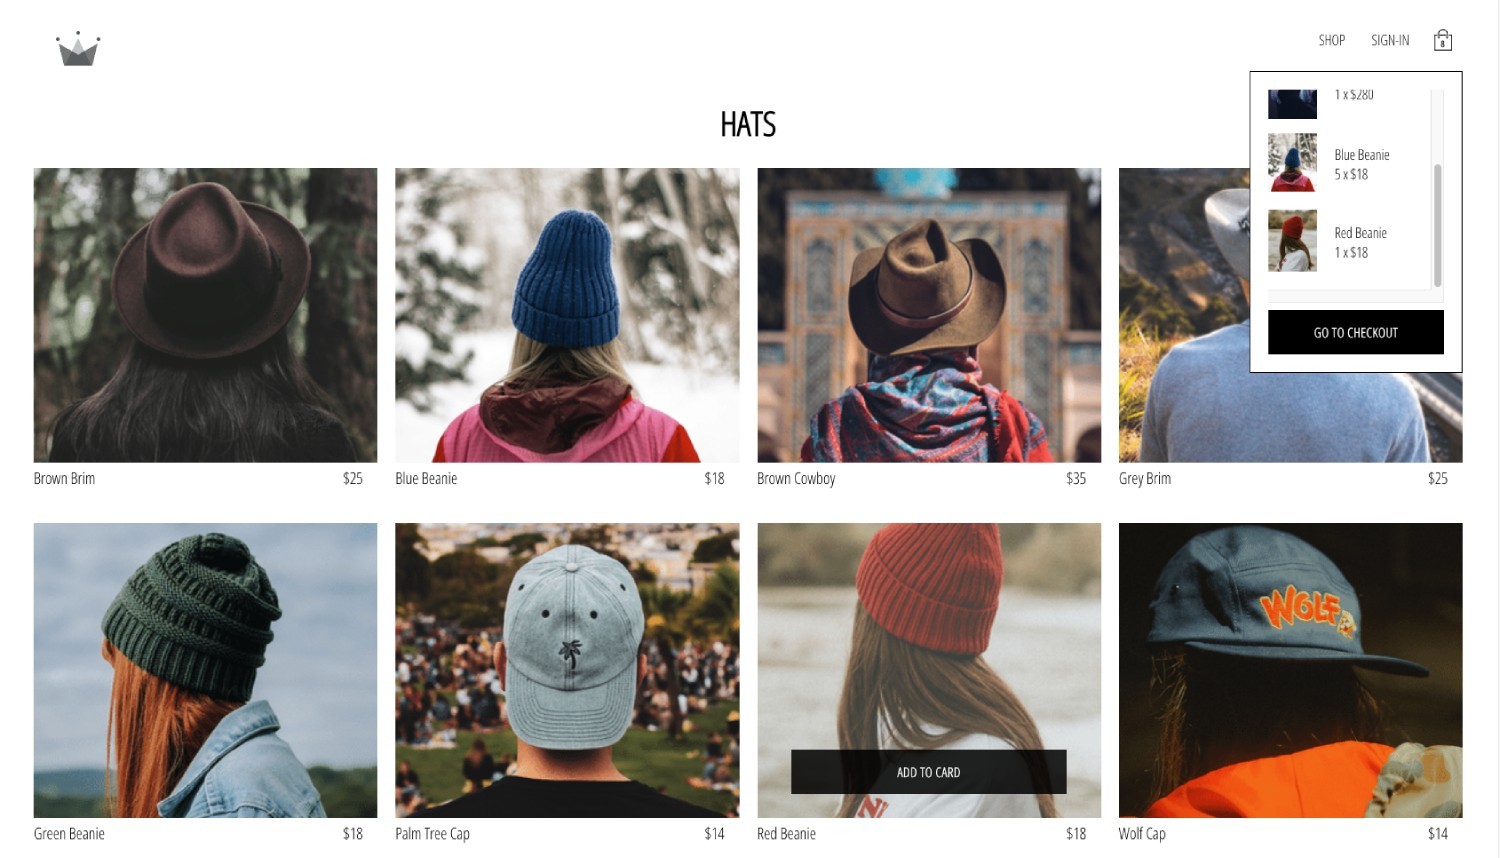 SHOP SIGN-IN
8
HATS
1 x $280
Blue Beanie
5 x $18
Red Beanie
1 x $18
GO TO CHECKOUT
Brown Brim $25
Blue Beanie $18
Brown Cowboy $35
Grey Brim $25
WOLF
ADD TO CARD
Green Beanie $18
Palm Tree Cap $14
Red Beanie $18
Wolf Cap $14